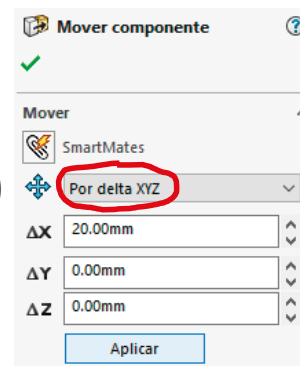 Mover componente
Mover
SmartMates
Por delta XYZ
ΔX 20.00mm
ΔY 0.00mm
ΔZ 0.00mm
Aplicar